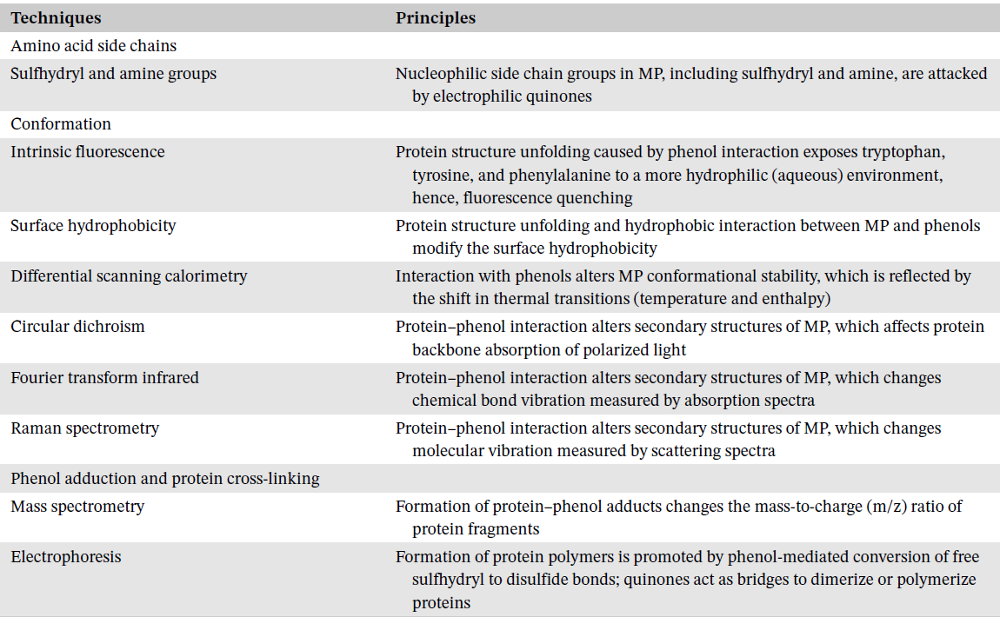 Techniques Principles
Amino acid side chains
Sulfhydryl and amine groups Nucleophilic side chain groups in MP, including sulfhydryl and amine, are attacked
by electrophilic quinones
Conformation
Intrinsic fluorescence Protein structure unfolding caused by phenol interaction exposes tryptophan,
tyrosine, and phenylalanine to a more hydrophilic (aqueous) environment,
hence, fluorescence quenching
Surface hydrophobicity Protein structure unfolding and hydrophobic interaction between MP and phenols
modify the surface hydrophobicity
Differential scanning calorimetry Interaction with phenols alters MP conformational stability, which is reflected by
the shift in thermal transitions (temperature and enthalpy)
Circular dichroism Protein–phenol interaction alters secondary structures of MP, which affects protein
backbone absorption of polarized light
Fourier transform infrared Protein–phenol interaction alters secondary structures of MP, which changes
chemical bond vibration measured by absorption spectra
Raman spectrometry Protein–phenol interaction alters secondary structures of MP, which changes
molecular vibration measured by scattering spectra
Phenol adduction and protein cross-linking
Mass spectrometry Formation of protein–phenol adducts changes the mass-to-charge (m/z) ratio of
protein fragments
Electrophoresis Formation of protein polymers is promoted by phenol-mediated conversion of free
sulfhydryl to disulfide bonds; quinones act as bridges to dimerize or polymerize
proteins